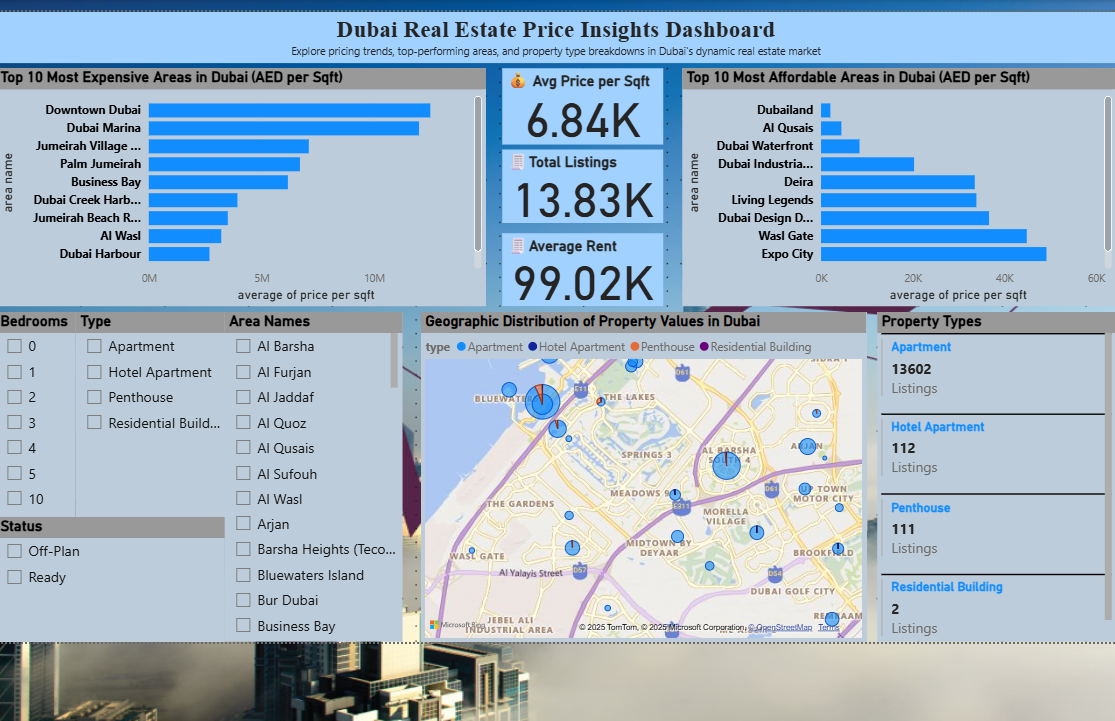 Dubai Real Estate Price Insights Dashboard
Explore pricing trends, top-performing areas, and property type breakdowns in Dubai's dynamic real estate market
Top 10 Most Expensive Areas in Dubai (AED per Sqft)
area name
Downtown Dubai
Dubai Marina
Jumeirah Village ...
Palm Jumeirah
Business Bay
Dubai Creek Harb...
Jumeirah Beach R...
Al Wasl
Dubai Harbour
0M 5M 10M
average of price per sqft
Avg Price per Sqft
6.84K
Total Listings
13.83K
Average Rent
99.02K
Top 10 Most Affordable Areas in Dubai (AED per Sqft)
area name
Dubailand
Al Qusais
Dubai Waterfront
Dubai Industria...
Deira
Living Legends
Dubai Design D...
Wasl Gate
Expo City
0K 20K 40K 60K
average of price per sqft
Bedrooms
0
1
2
3
4
5
10
Type
Apartment
Hotel Apartment
Penthouse
Residential Build...
Status
Off-Plan
Ready
Area Names
Al Barsha
Al Furjan
Al Jaddaf
Al Quoz
Al Qusais
Al Sufouh
Al Wasl
Arjan
Barsha Heights (Teco...
Bluewaters Island
Bur Dubai
Business Bay
Geographic Distribution of Property Values in Dubai
type Apartment Hotel Apartment Penthouse Residential Building
D61
E11
THE LAKES
SPRINGS 3
AL BARSHA
SOUTH 4
ARJAN
MEADOWS 9
D61
UP TOWN
MOTOR CITY
THE GARDENS
E311
MORELLA
VILLAGE
MIDTOWN BY
DEYAAR
WASL GATE
Al Yalayis Street
D57
D54
DUBAI GOLF CITY
JEBEL ALI
INDUSTRIAL AREA
Microsoft Bing
© 2025 TomTom, © 2025 Microsoft Corporation, © OpenStreetMap Terms
Property Types
Apartment
13602
Listings
Hotel Apartment
112
Listings
Penthouse
111
Listings
Residential Building
2
Listings